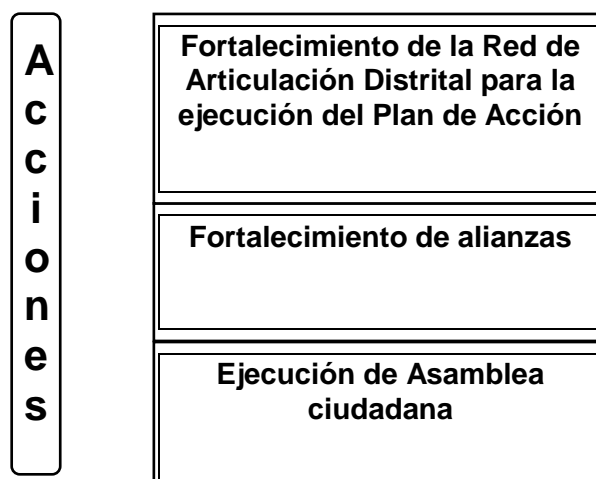 Acciones
Fortalecimiento de la Red de
Articulación Distrital para la
ejecución del Plan de Acción
Fortalecimiento de alianzas
Ejecución de Asamblea
ciudadana